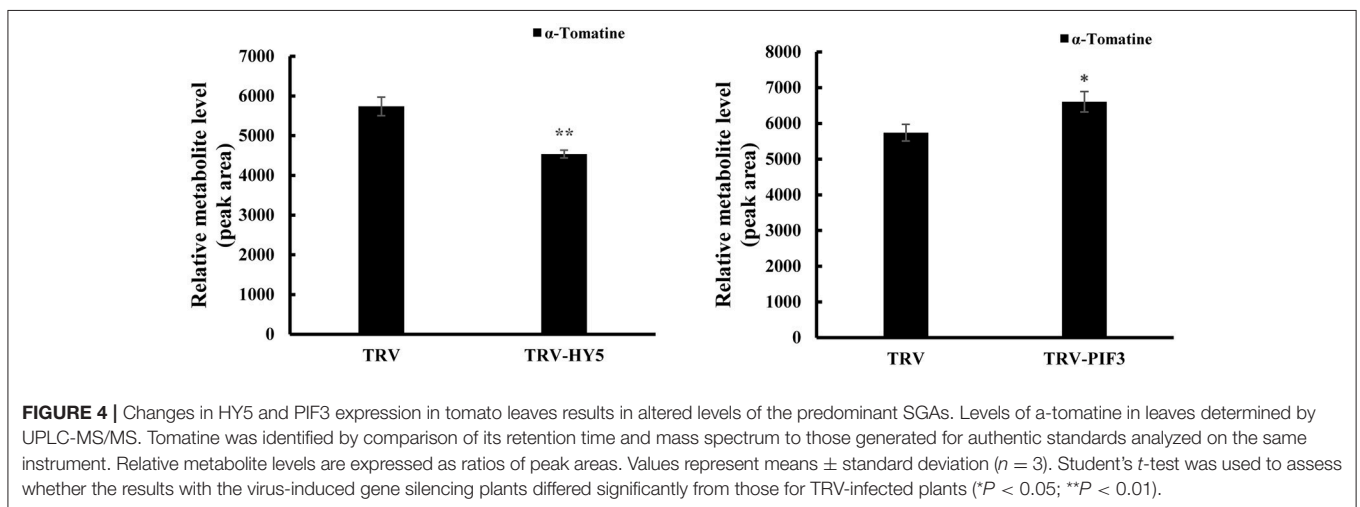 ■α-Tomatine
7000
6000
5000
4000
3000
2000
1000
0
Relative metabolite level
(peak area)
**
TRV
TRV-HY5
■α-Tomatine
8000
7000
6000
5000
4000
3000
2000
1000
0
Relative metabolite level
(peak area)
*
TRV
TRV-PIF3
FIGURE 4 | Changes in HY5 and PIF3 expression in tomato leaves results in altered levels of the predominant SGAs. Levels of a-tomatine in leaves determined by
UPLC-MS/MS. Tomatine was identified by comparison of its retention time and mass spectrum to those generated for authentic standards analyzed on the same
instrument. Relative metabolite levels are expressed as ratios of peak areas. Values represent means ± standard deviation (n = 3). Student's t-test was used to assess
whether the results with the virus-induced gene silencing plants differed significantly from those for TRV-infected plants (*P < 0.05; **P < 0.01).